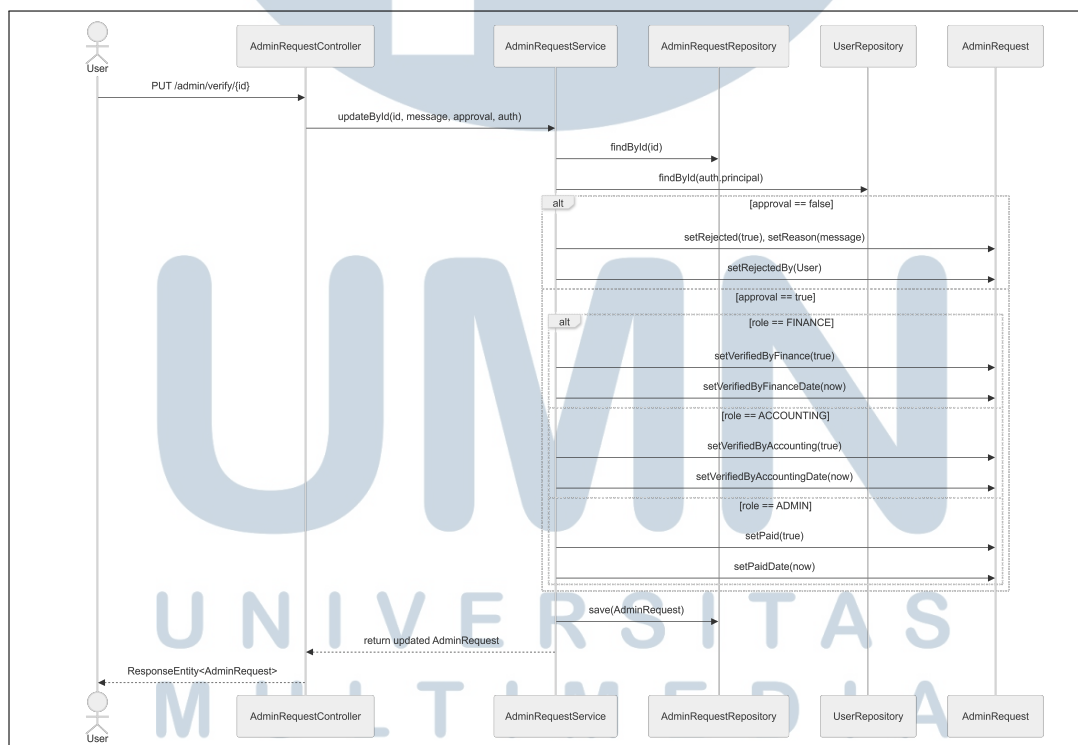 User
AdminRequestController
AdminRequestService
AdminRequestRepository
UserRepository
AdminRequest
PUT /admin/verify/{id}
updateById(id, message, approval, auth)
findById(id)
findById(auth.principal)
alt
[approval == false]
setRejected(true), setReason(message)
setRejectedBy(User)
[approval == true]
alt
[role == FINANCE]
setVerifiedByFinance(true)
setVerifiedByFinanceDate(now)
[role == ACCOUNTING]
setVerifiedByAccounting(true)
setVerifiedByAccountingDate(now)
[role == ADMIN]
setPaid(true)
setPaidDate(now)
save(AdminRequest)
return updated AdminRequest
ResponseEntity<AdminRequest>
User
AdminRequestController
AdminRequestService
AdminRequestRepository
UserRepository
AdminRequest
UMN
UNIVERSITAS
MULTIMEDIA